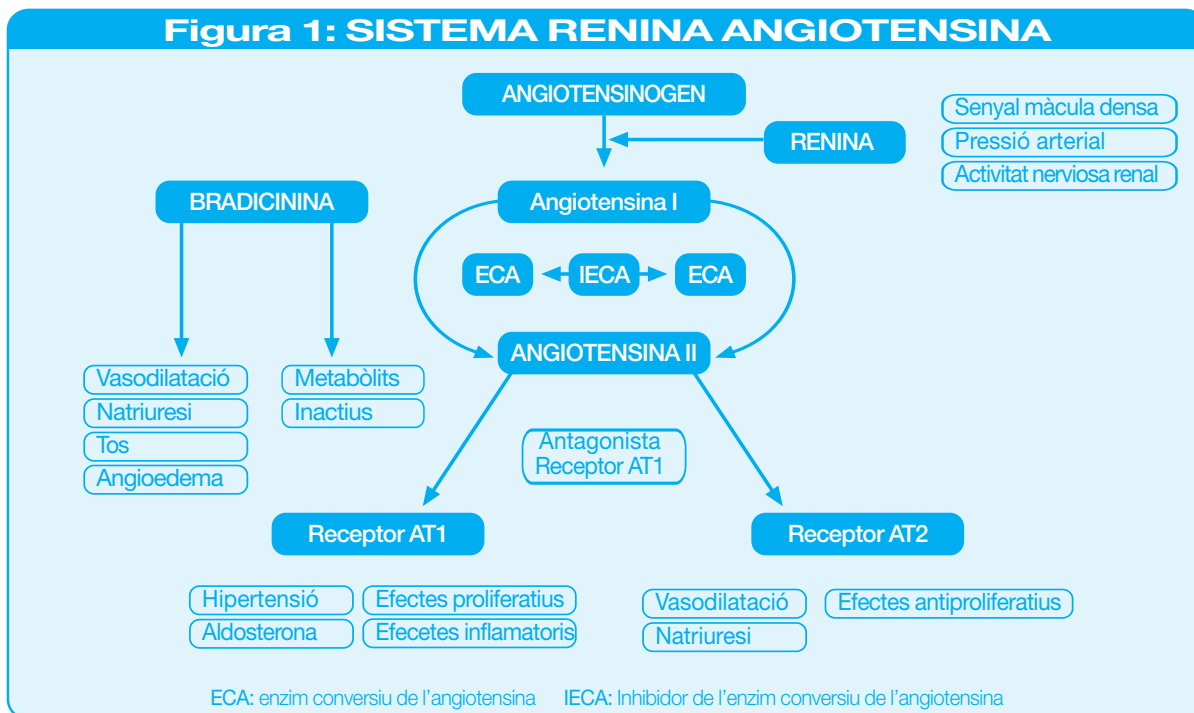 Figura 1: SISTEMA RENINA ANGIOTENSINA
ANGIOTENSINOGEN
RENINA
Senyal màcula densa
Pressió arterial
Activitat nerviosa renal
BRADICININA
Angiotensina I
ECA
IECA
ECA
ANGIOTENSINA II
Vasodilatació
Natriuresi
Tos
Angioedema
Metabòlits
Inactius
Antagonista
Receptor AT1
Receptor AT1
Receptor AT2
Hipertensió
Aldosterona
Efectes proliferatius
Efecetes inflamatoris
Vasodilatació
Natriuresi
Efectes antiproliferatius
ECA: enzim conversiu de l'angiotensina IECA: Inhibidor de l'enzim conversiu de l'angiotensina